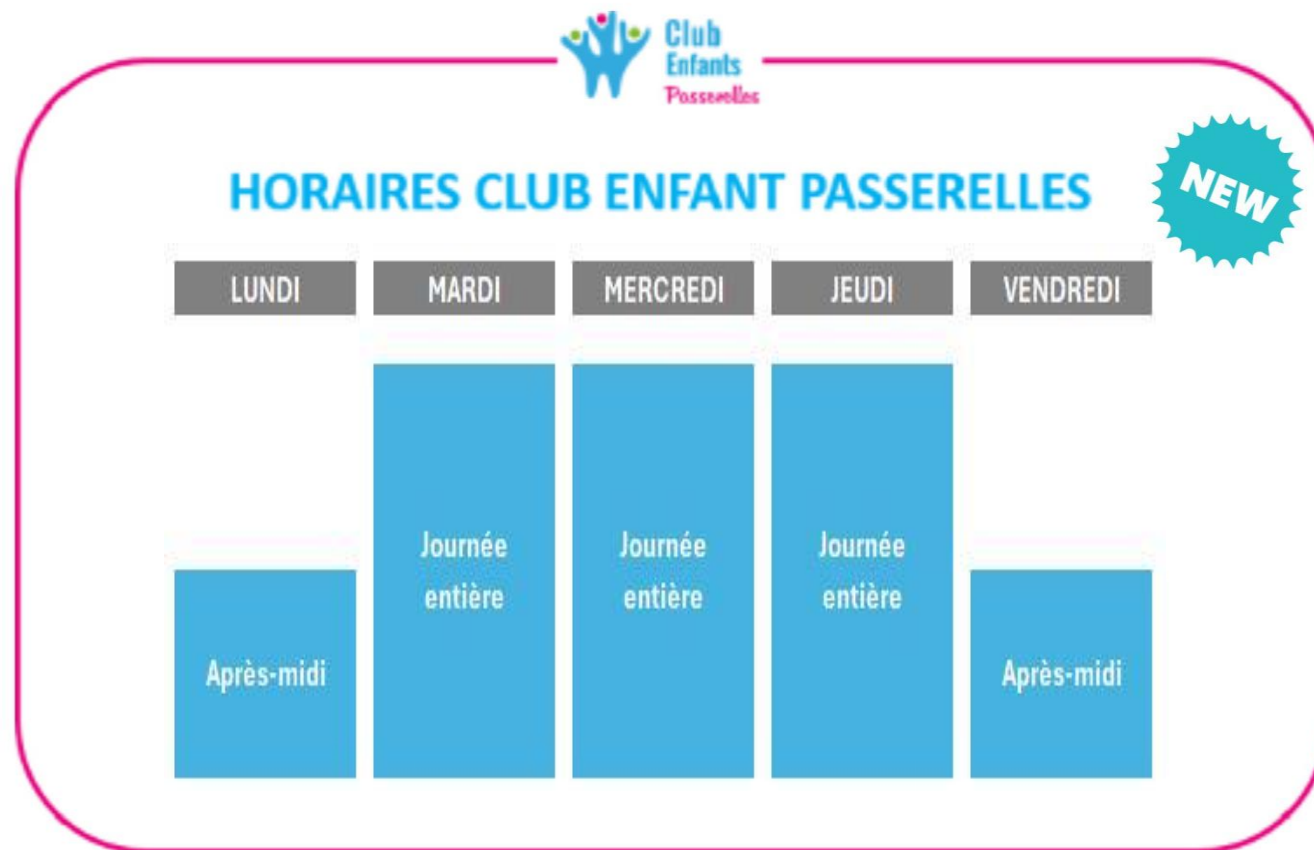 Club
Enfants
Passerelles
HORAIRES CLUB ENFANT PASSERELLES
NEW
LUNDI
MARDI
MERCREDI
JEUDI
VENDREDI
Après-midi
Journée
entière
Journée
entière
Journée
entière
Après-midi